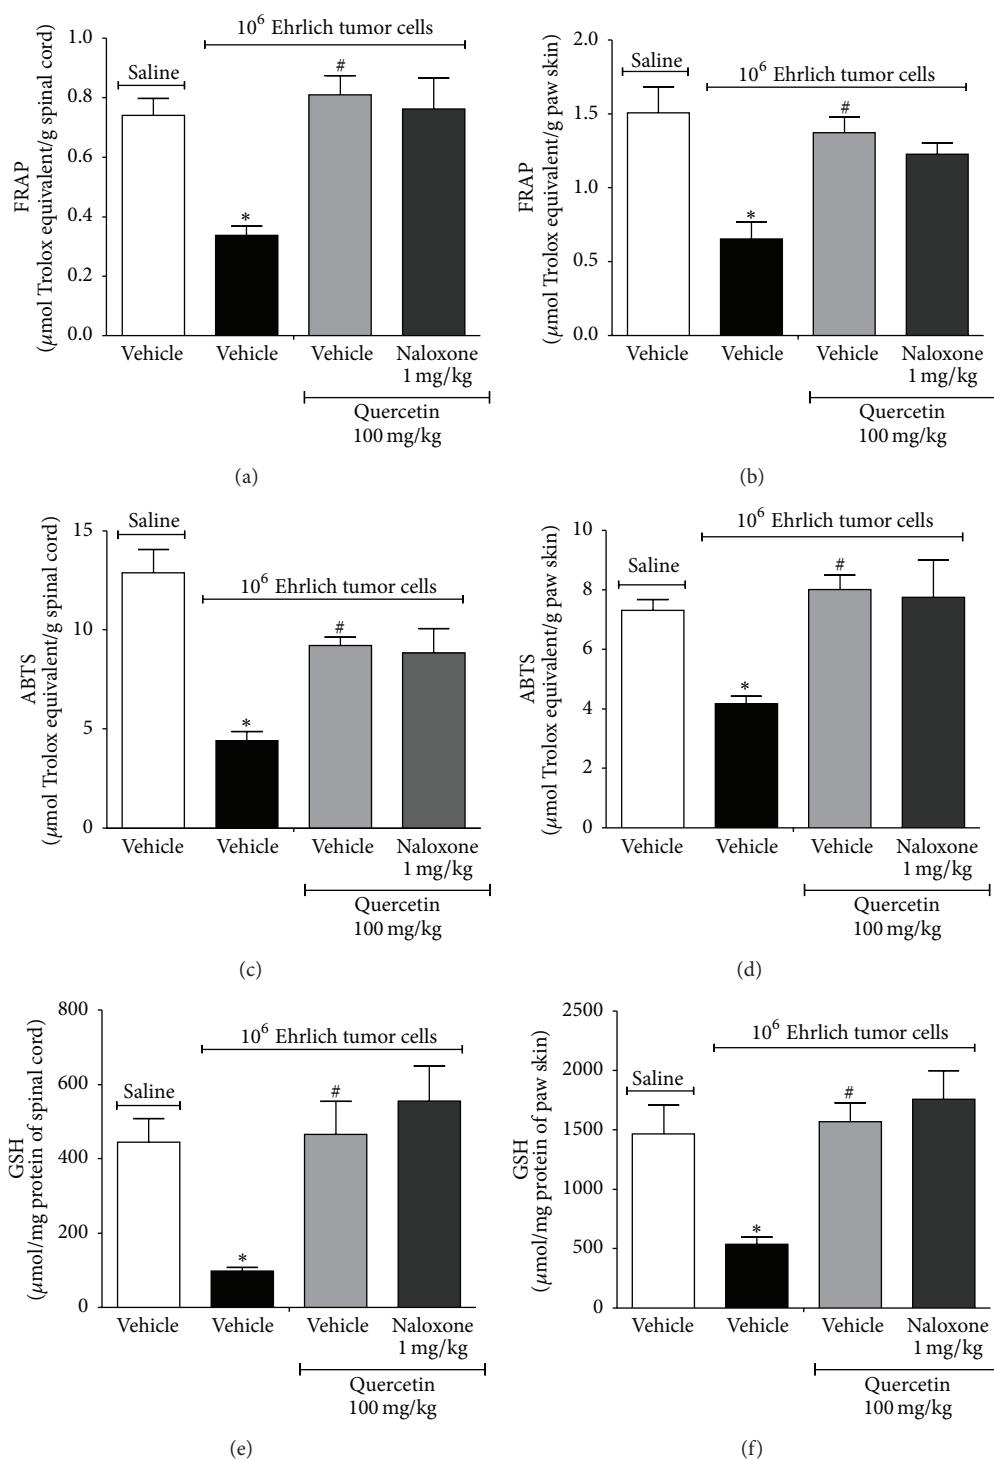 10⁶ Ehrlich tumor cells
Saline
#
*
1.0
0.8
0.6
0.4
0.2
0.0
FRAP
(μmol Trolox equivalent/g spinal cord)
Vehicle Vehicle Vehicle Naloxone
1 mg/kg
Quercetin
100 mg/kg
(a)
Saline
10⁶ Ehrlich tumor cells
#
*
2.0
1.5
1.0
0.5
0.0
FRAP
(μmol Trolox equivalent/g paw skin)
Vehicle Vehicle Vehicle Naloxone
1 mg/kg
Quercetin
100 mg/kg
(b)
Saline
10⁶ Ehrlich tumor cells
#
*
15
10
5
0
ABTS
(μmol Trolox equivalent/g spinal cord)
Vehicle Vehicle Vehicle Naloxone
1 mg/kg
Quercetin
100 mg/kg
(c)
10⁶ Ehrlich tumor cells
Saline
#
*
10
8
6
4
2
0
ABTS
(μmol Trolox equivalent/g paw skin)
Vehicle Vehicle Vehicle Naloxone
1 mg/kg
Quercetin
100 mg/kg
(d)
10⁶ Ehrlich tumor cells
Saline
#
*
800
600
400
200
0
GSH
(μmol/mg protein of spinal cord)
Vehicle Vehicle Vehicle Naloxone
1 mg/kg
Quercetin
100 mg/kg
(e)
10⁶ Ehrlich tumor cells
Saline
#
*
2500
2000
1500
1000
500
0
GSH
(μmol/mg protein of paw skin)
Vehicle Vehicle Vehicle Naloxone
1 mg/kg
Quercetin
100 mg/kg
(f)